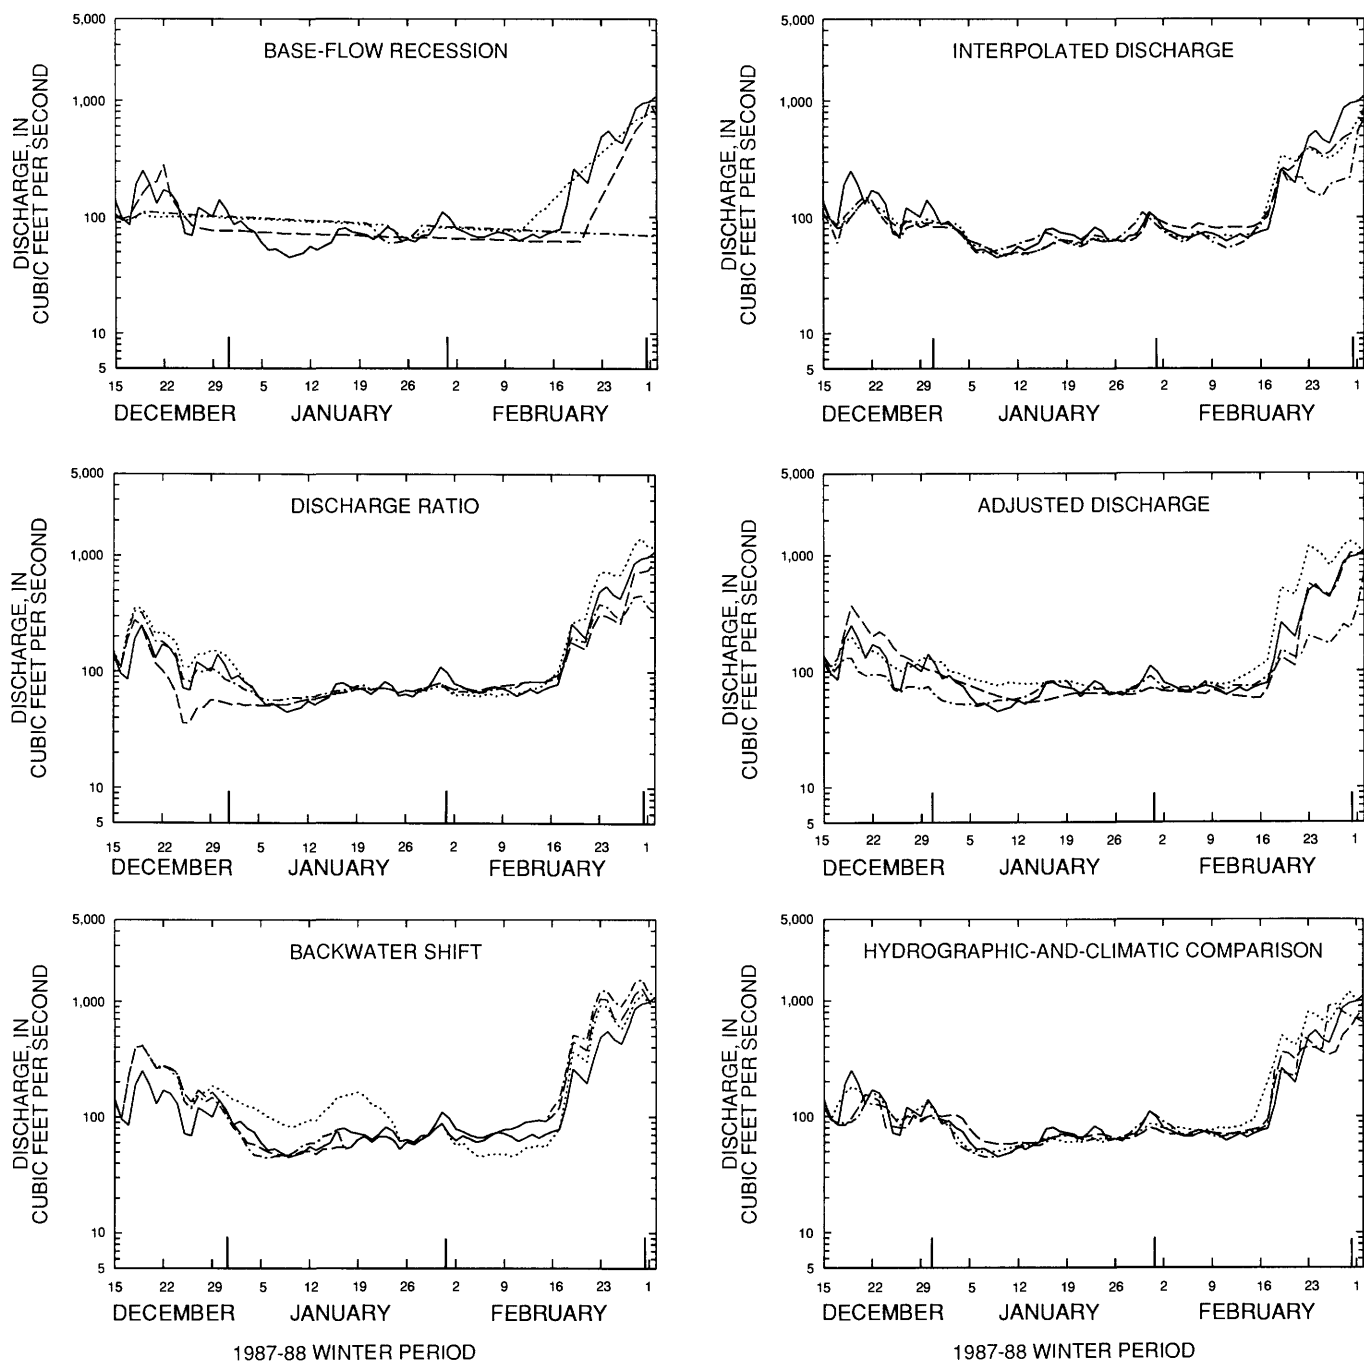 BASE-FLOW RECESSION
DISCHARGE, IN
CUBIC FEET PER SECOND
5,000
1,000
100
10
5
15 22 29 5 12 19 26 2 9 16 23 1
DECEMBER JANUARY FEBRUARY
INTERPOLATED DISCHARGE
DISCHARGE, IN
CUBIC FEET PER SECOND
5,000
1,000
100
10
5
15 22 29 5 12 19 26 2 9 16 23 1
DECEMBER JANUARY FEBRUARY
DISCHARGE RATIO
DISCHARGE, IN
CUBIC FEET PER SECOND
5,000
1,000
100
10
5
15 22 29 5 12 19 26 2 9 16 23 1
DECEMBER JANUARY FEBRUARY
ADJUSTED DISCHARGE
DISCHARGE, IN
CUBIC FEET PER SECOND
5,000
1,000
100
10
5
15 22 29 5 12 19 26 2 9 16 23 1
DECEMBER JANUARY FEBRUARY
BACKWATER SHIFT
DISCHARGE, IN
CUBIC FEET PER SECOND
5,000
1,000
100
10
5
15 22 29 5 12 19 26 2 9 16 23 1
DECEMBER JANUARY FEBRUARY
1987-88 WINTER PERIOD
HYDROGRAPHIC-AND-CLIMATIC COMPARISON
DISCHARGE, IN
CUBIC FEET PER SECOND
5,000
1,000
100
10
5
15 22 29 5 12 19 26 2 9 16 23 1
DECEMBER JANUARY FEBRUARY
1987-88 WINTER PERIOD